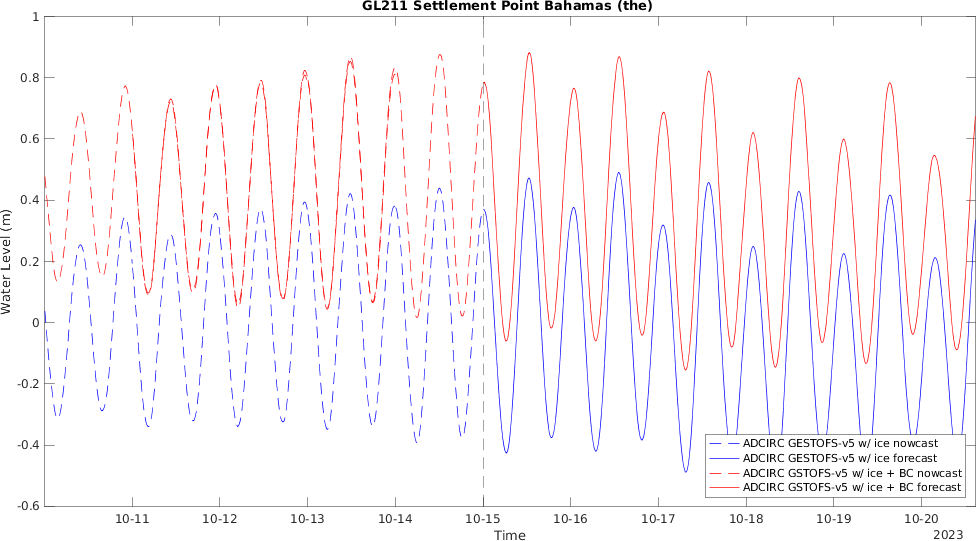 GL211 Settlement Point Bahamas (the)
1
0.8
0.6
0.4
0.2
0
-0.2
-0.4
-0.6
Water Level (m)
ADCIRC GESTOFS-v5 w/ ice nowcast
ADCIRC GESTOFS-v5 w/ ice forecast
ADCIRC GSTOFS-v5 w/ ice + BC nowcast
ADCIRC GSTOFS-v5 w/ ice + BC forecast
10-11 10-12 10-13 10-14 10-15 10-16 10-17 10-18 10-19 10-20
Time
2023